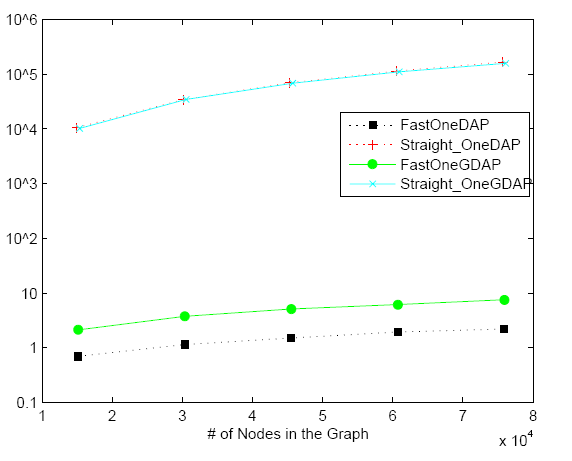 10^6
10^5
10^4
10^3
10^2
10
1
0.1
FastOneDAP
Straight_OneDAP
FastOneGDAP
Straight_OneGDAP
1 2 3 4 5 6 7 8
# of Nodes in the Graph
x 10^4